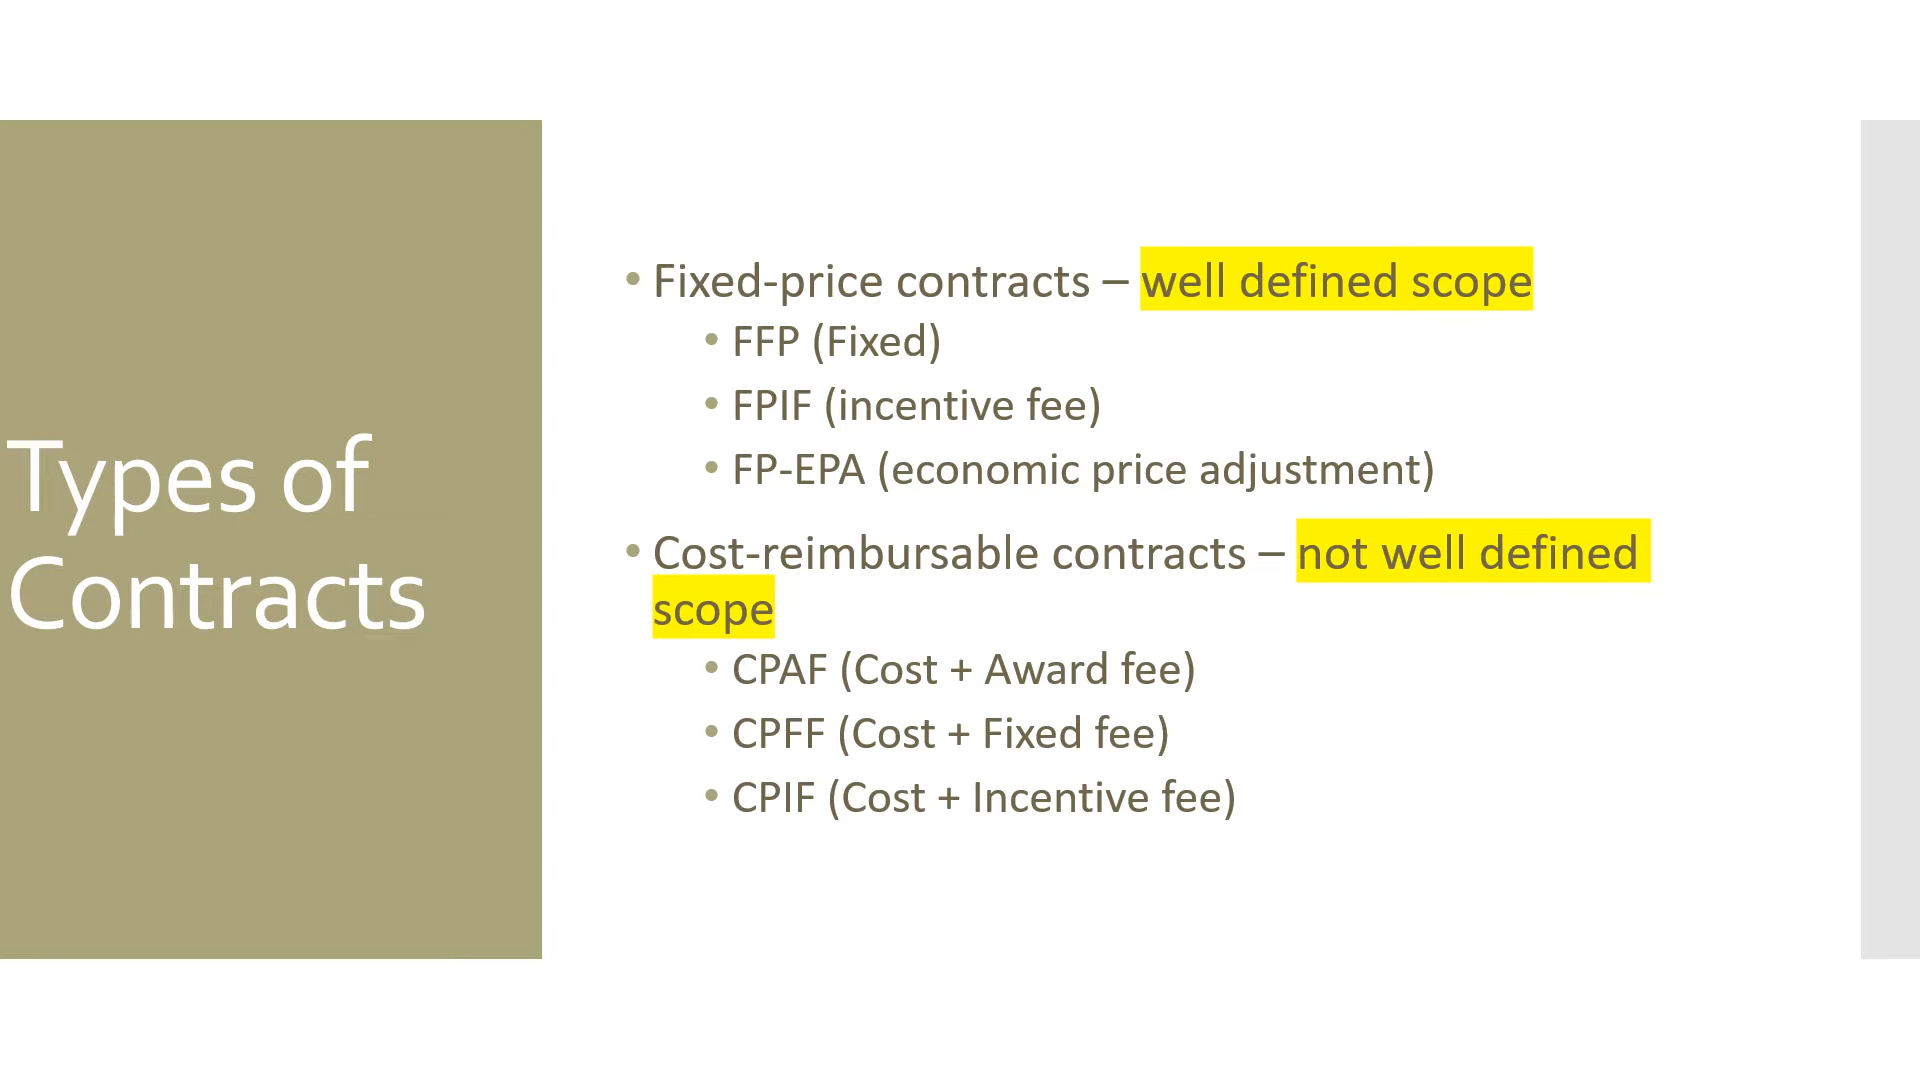 Types of
Contracts
• Fixed-price contracts – well defined scope
• FFP (Fixed)
• FPIF (incentive fee)
• FP-EPA (economic price adjustment)
• Cost-reimbursable contracts – not well defined
scope
• CPAF (Cost + Award fee)
• CPFF (Cost + Fixed fee)
• CPIF (Cost + Incentive fee)